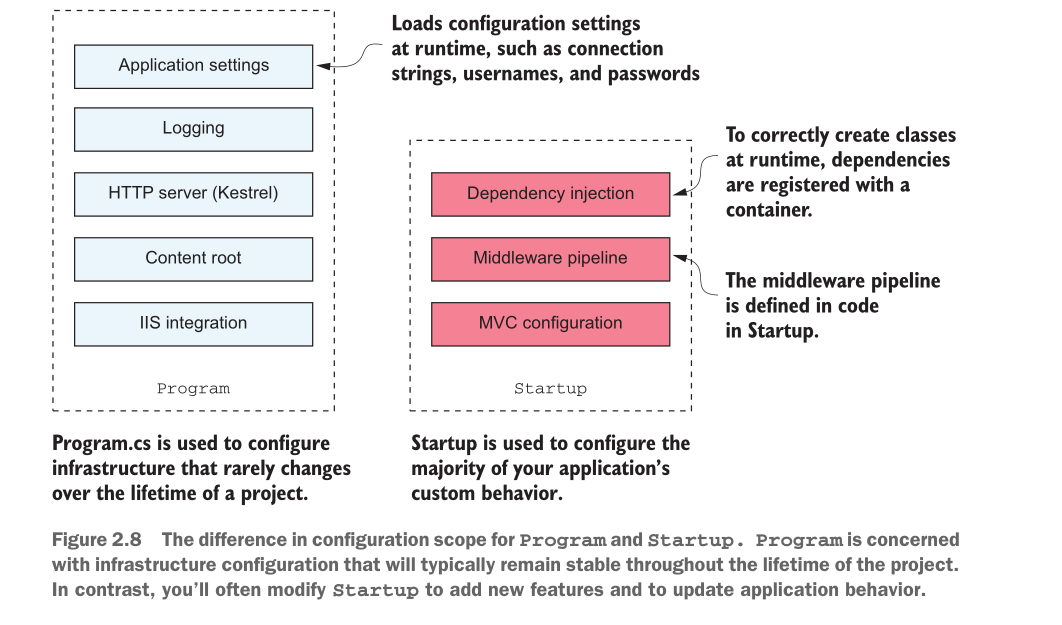 Loads configuration settings
at runtime, such as connection
strings, usernames, and passwords
Application settings
Logging
HTTP server (Kestrel)
Content root
IIS integration
Program
To correctly create classes
at runtime, dependencies
are registered with a
container.
Dependency injection
Middleware pipeline
MVC configuration
Startup
The middleware pipeline
is defined in code
in Startup.
Program.cs is used to configure
infrastructure that rarely changes
over the lifetime of a project.
Startup is used to configure the
majority of your application's
custom behavior.
Figure 2.8 The difference in configuration scope for Program and Startup. Program is concerned
with infrastructure configuration that will typically remain stable throughout the lifetime of the project.
In contrast, you'll often modify Startup to add new features and to update application behavior.